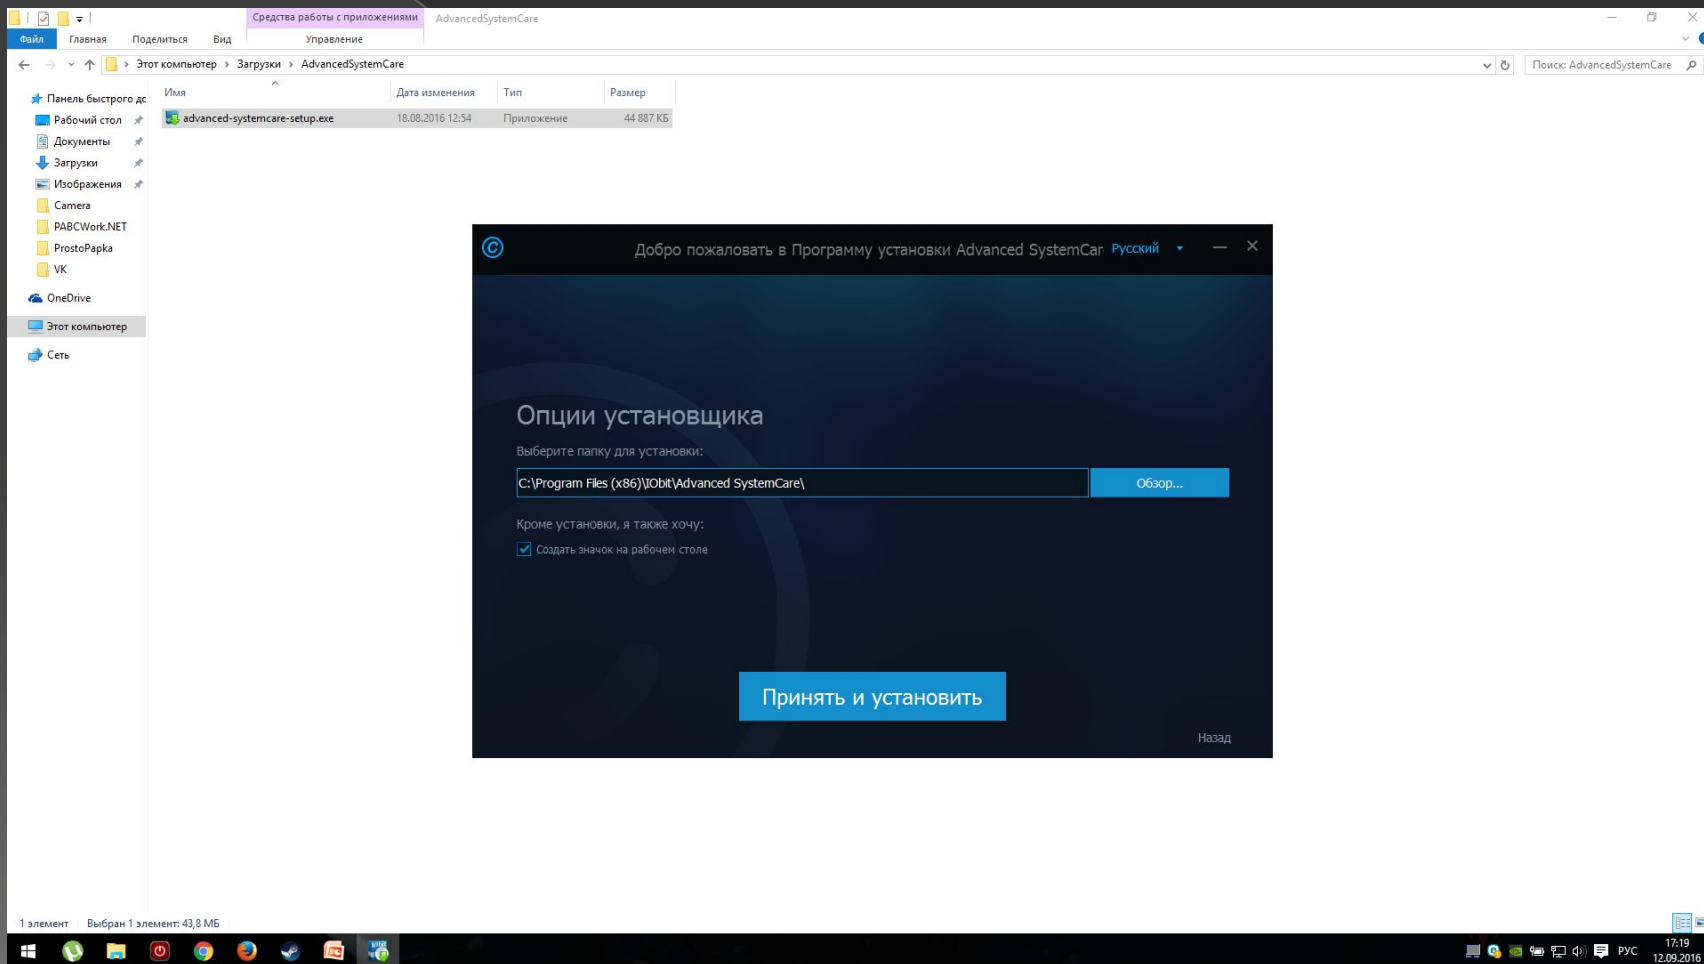 Средства работы с приложениями
AdvancedSystemCare
Файл
Главная
Поделиться
Вид
Управление
Этот компьютер › Загрузки › AdvancedSystemCare
Поиск: AdvancedSystemCare
Имя
Дата изменения
Тип
Размер
advanced-systemcare-setup.exe
18.08.2016 12:54
Приложение
44 887 КБ
Панель быстрого дс
Рабочий стол
Документы
Загрузки
Изображения
Camera
PABCWork.NET
ProstoPapka
VK
OneDrive
Этот компьютер
Сеть
Добро пожаловать в Программу установки Advanced SystemCar
Русский
Опции установщика
Выберите папку для установки:
C:\Program Files (x86)\IObit\Advanced SystemCare\
Обзор...
Кроме установки, я также хочу:
Создать значок на рабочем столе
Принять и установить
Назад
1 элемент
Выбран 1 элемент: 43,8 МБ
РУС
17:19
12.09.2016